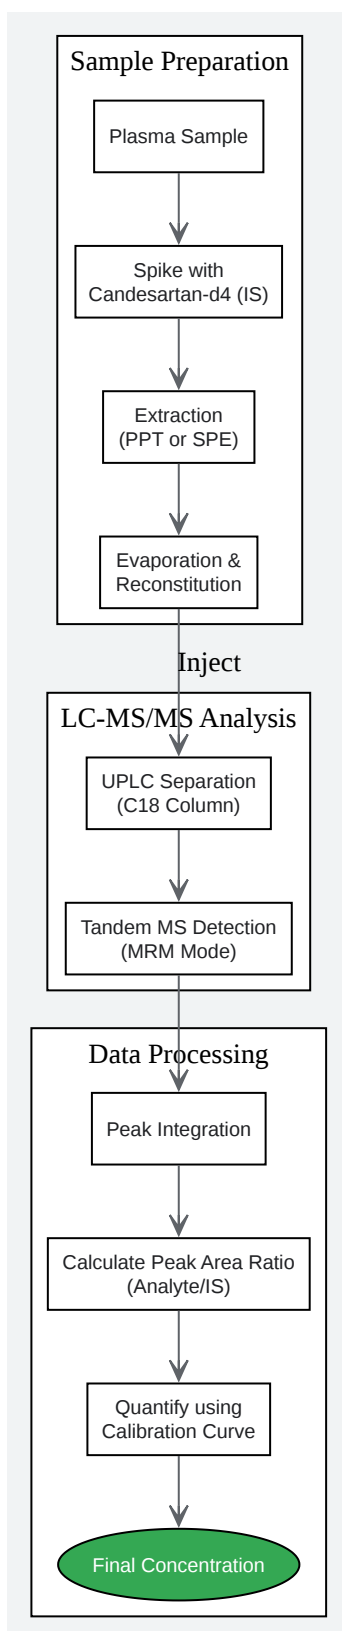 Sample Preparation
Plasma Sample
Spike with
Candesartan-d4 (IS)
Extraction
(PPT or SPE)
Evaporation &
Reconstitution
Inject
LC-MS/MS Analysis
UPLC Separation
(C18 Column)
Tandem MS Detection
(MRM Mode)
Data Processing
Peak Integration
Calculate Peak Area Ratio
(Analyte/IS)
Quantify using
Calibration Curve
Final Concentration